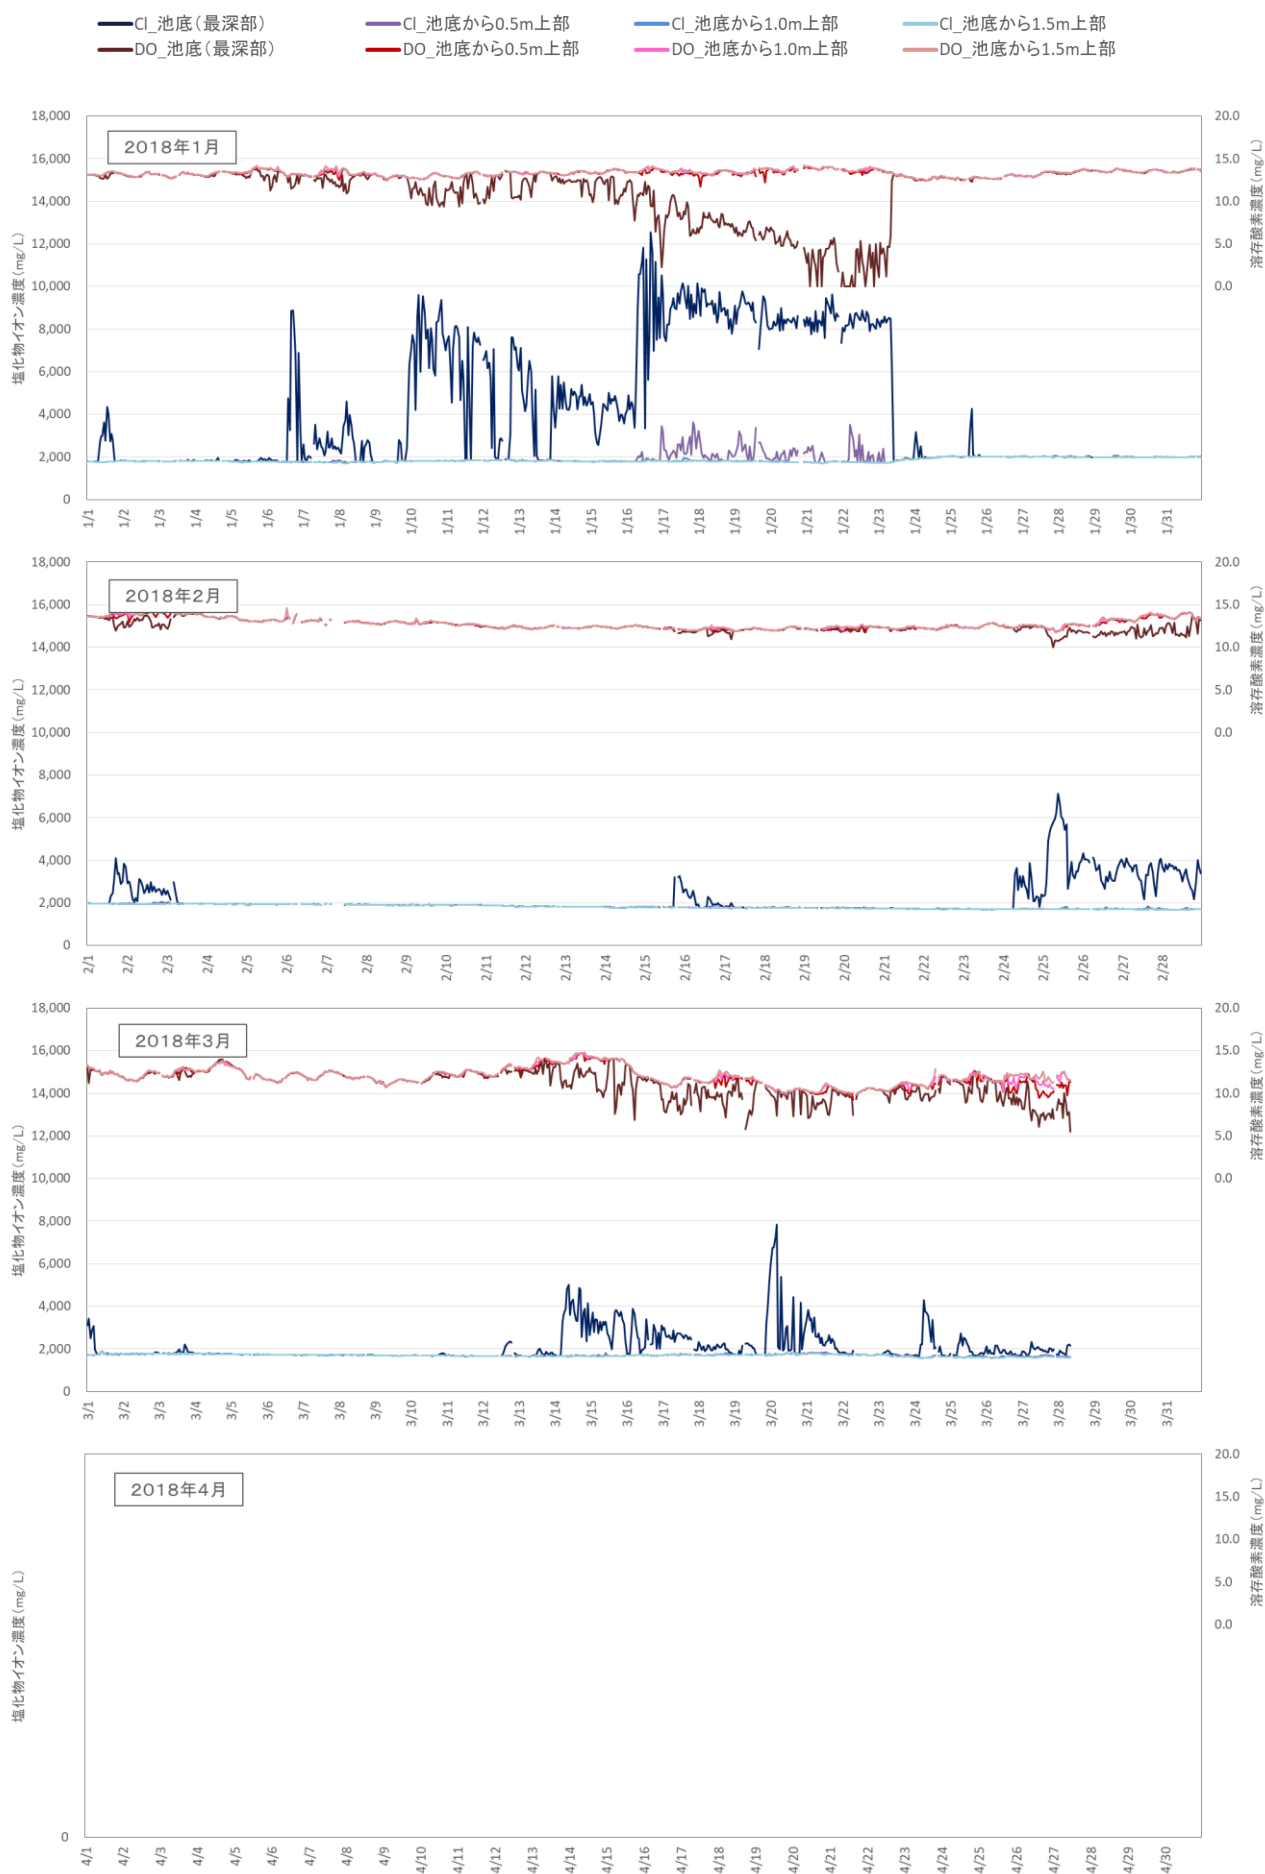 Cl_池底（最深部） Cl_池底から0.5m上部 Cl_池底から1.0m上部 Cl_池底から1.5m上部
DO_池底（最深部） DO_池底から0.5m上部 DO_池底から1.0m上部 DO_池底から1.5m上部
2018年1月
塩化物イオン濃度（mg/L）
18,000
16,000
14,000
12,000
10,000
8,000
6,000
4,000
2,000
0
20.0
15.0
10.0
5.0
0.0
溶存酸素濃度（mg/L）
1/1 1/2 1/3 1/4 1/5 1/6 1/7 1/8 1/9 1/10 1/11 1/12 1/13 1/14 1/15 1/16 1/17 1/18 1/19 1/20 1/21 1/22 1/23 1/24 1/25 1/26 1/27 1/28 1/29 1/30 1/31
2018年2月
塩化物イオン濃度（mg/L）
18,000
16,000
14,000
12,000
10,000
8,000
6,000
4,000
2,000
0
20.0
15.0
10.0
5.0
0.0
溶存酸素濃度（mg/L）
2/1 2/2 2/3 2/4 2/5 2/6 2/7 2/8 2/9 2/10 2/11 2/12 2/13 2/14 2/15 2/16 2/17 2/18 2/19 2/20 2/21 2/22 2/23 2/24 2/25 2/26 2/27 2/28
2018年3月
塩化物イオン濃度（mg/L）
18,000
16,000
14,000
12,000
10,000
8,000
6,000
4,000
2,000
0
20.0
15.0
10.0
5.0
0.0
溶存酸素濃度（mg/L）
3/1 3/2 3/3 3/4 3/5 3/6 3/7 3/8 3/9 3/10 3/11 3/12 3/13 3/14 3/15 3/16 3/17 3/18 3/19 3/20 3/21 3/22 3/23 3/24 3/25 3/26 3/27 3/28 3/29 3/30 3/31
2018年4月
塩化物イオン濃度（mg/L）
0
20.0
15.0
10.0
5.0
0.0
溶存酸素濃度（mg/L）
4/1 4/2 4/3 4/4 4/5 4/6 4/7 4/8 4/9 4/10 4/11 4/12 4/13 4/14 4/15 4/16 4/17 4/18 4/19 4/20 4/21 4/22 4/23 4/24 4/25 4/26 4/27 4/28 4/29 4/30